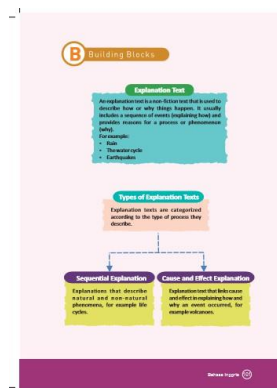 B Building Blocks
Explanation Text
An explanation text is a non-fiction text that is used to
describe how or why things happen. It usually
includes a sequence of events (explaining how) and
provides reasons for a process or phenomenon
(why).
For example:
• Rain
• The water cycle
• Earthquakes
Types of Explanation Texts
Explanation texts are categorized
according to the type of process they
describe.
Sequential Explanation
Explanations that describe
natural and non-natural
phenomena, for example life
cycles.
Cause and Effect Explanation
Explanation text that links cause
and effect in explaining how and
why an event occurred, for
example volcanoes.
Bahasa Inggris